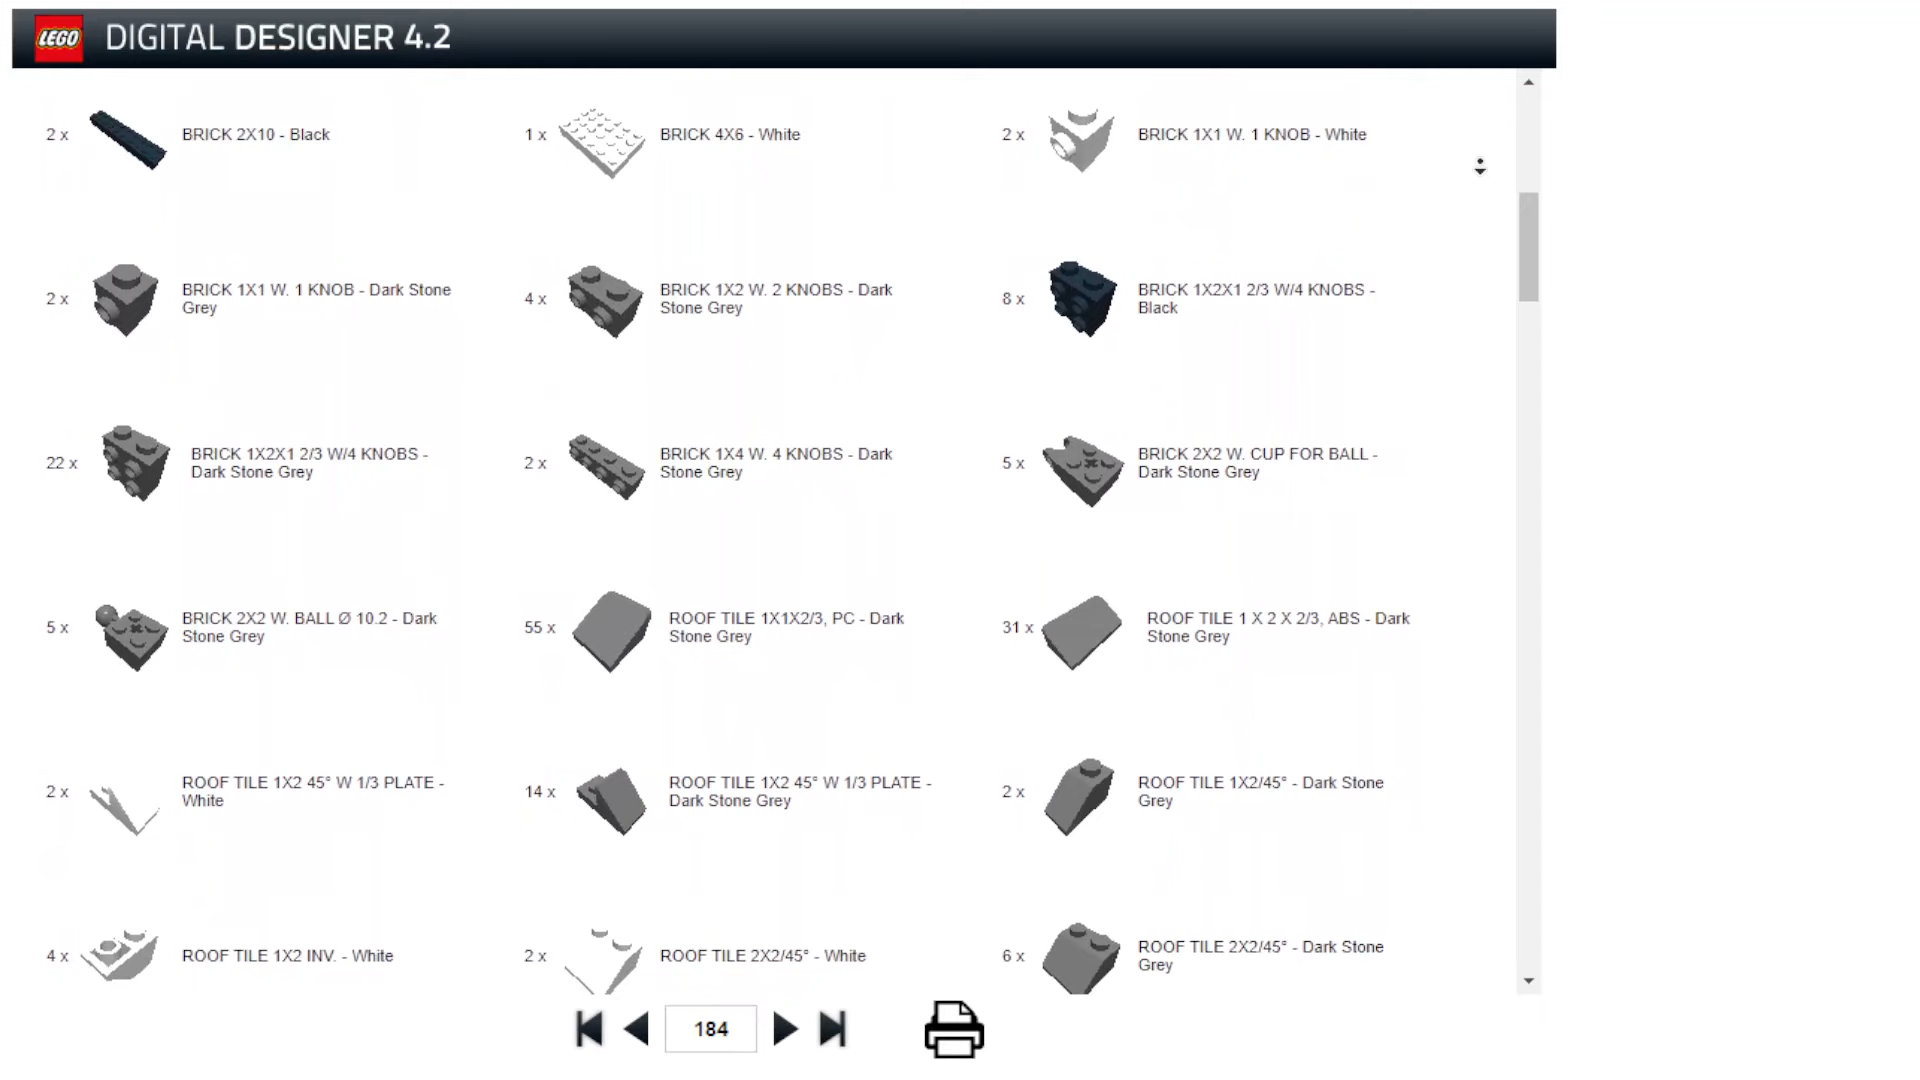 LEGO DIGITAL DESIGNER 4.2
2 x BRICK 2X10 - Black
1 x BRICK 4X6 - White
2 x BRICK 1X1 W. 1 KNOB - White
2 x BRICK 1X1 W. 1 KNOB - Dark Stone
Grey
4 x BRICK 1X2 W. 2 KNOBS - Dark
Stone Grey
8 x BRICK 1X2X1 2/3 W/4 KNOBS -
Black
22 x BRICK 1X2X1 2/3 W/4 KNOBS -
Dark Stone Grey
2 x BRICK 1X4 W. 4 KNOBS - Dark
Stone Grey
5 x BRICK 2X2 W. CUP FOR BALL -
Dark Stone Grey
5 x BRICK 2X2 W. BALL Ø 10.2 - Dark
Stone Grey
55 x ROOF TILE 1X1X2/3, PC - Dark
Stone Grey
31 x ROOF TILE 1 X 2 X 2/3, ABS - Dark
Stone Grey
2 x ROOF TILE 1X2 45° W 1/3 PLATE -
White
14 x ROOF TILE 1X2 45° W 1/3 PLATE -
Dark Stone Grey
2 x ROOF TILE 1X2/45° - Dark Stone
Grey
4 x ROOF TILE 1X2 INV. - White
2 x ROOF TILE 2X2/45° - White
6 x ROOF TILE 2X2/45° - Dark Stone
Grey
184